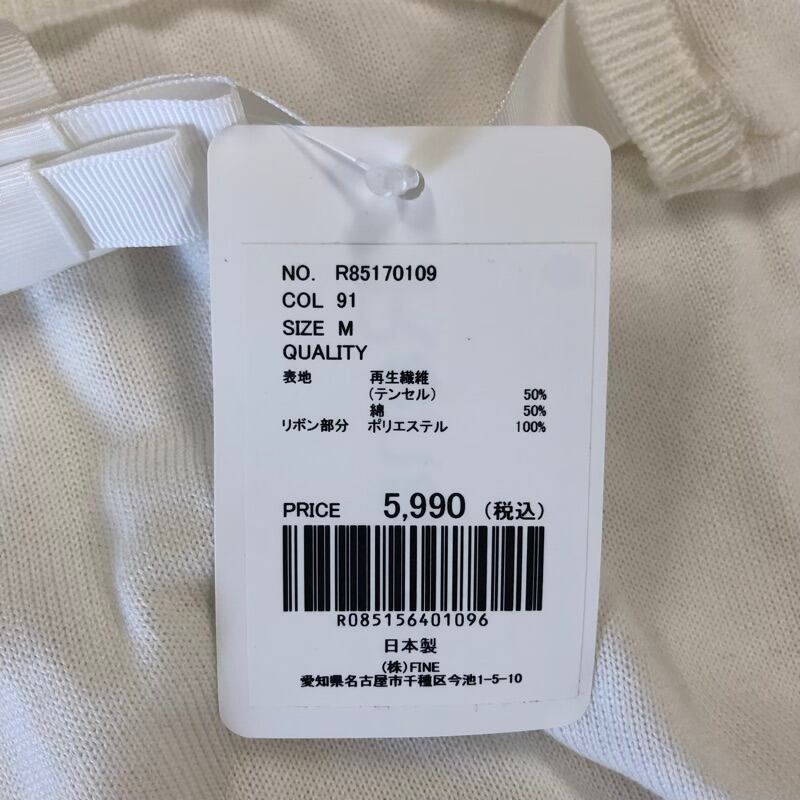 NO. R85170109
COL 91
SIZE M
QUALITY
表地 再生繊維
(テンセル) 50%
綿 50%
リボン部分 ポリエステル 100%
PRICE 5,990 (税込)
R085156401096
日本製
(株)FINE
愛知県名古屋市千種区今池1-5-10